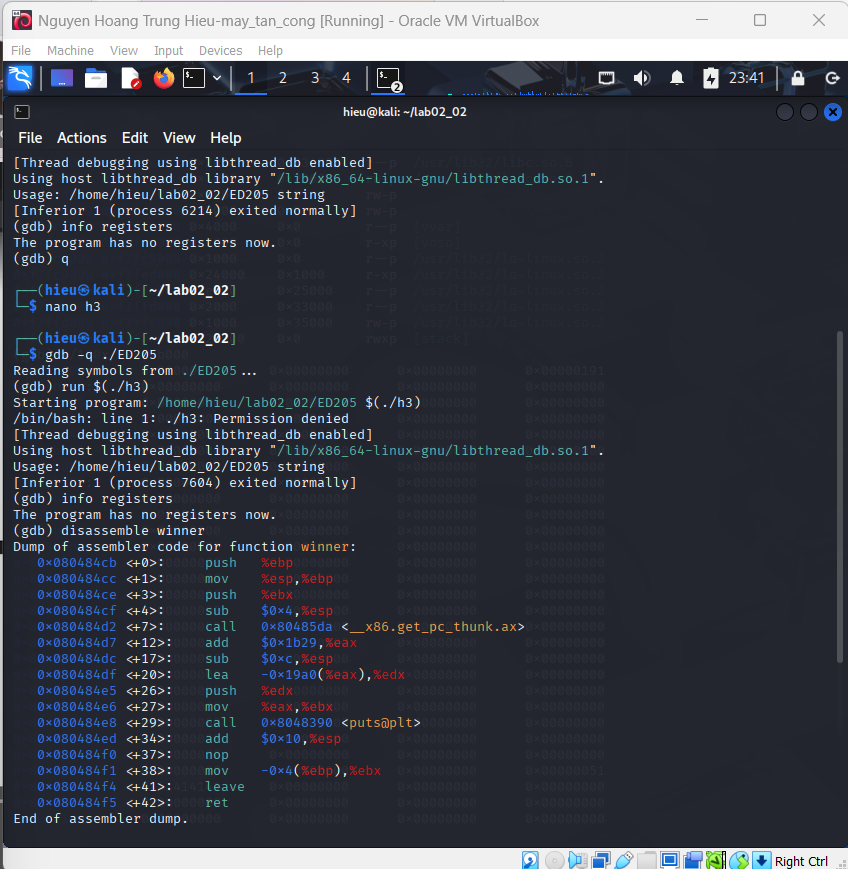 Nguyen Hoang Trung Hieu-may_tan_cong [Running] - Oracle VM VirtualBox
File Machine View Input Devices Help
1 2 3 4 2 23:41
hieu@kali: ~/lab02_02
File Actions Edit View Help
[Thread debugging using libthread_db enabled]
Using host libthread_db library "/lib/x86_64-linux-gnu/libthread_db.so.1".
Usage: /home/hieu/lab02_02/ED205 string
[Inferior 1 (process 6214) exited normally]
(gdb) info registers
The program has no registers now.
(gdb) q
┌──(hieu㉿kali)-[~/lab02_02]
└─$ nano h3
┌──(hieu㉿kali)-[~/lab02_02]
└─$ gdb -q ./ED205
Reading symbols from ./ED205...
(gdb) run $(./h3)
Starting program: /home/hieu/lab02_02/ED205 $(./h3)
/bin/bash: line 1: ./h3: Permission denied
[Thread debugging using libthread_db enabled]
Using host libthread_db library "/lib/x86_64-linux-gnu/libthread_db.so.1".
Usage: /home/hieu/lab02_02/ED205 string
[Inferior 1 (process 7604) exited normally]
(gdb) info registers
The program has no registers now.
(gdb) disassemble winner
Dump of assembler code for function winner:
0x080484cb <+0>: push %ebp
0x080484cc <+1>: mov %esp,%ebp
0x080484ce <+3>: push %ebx
0x080484cf <+4>: sub $0x4,%esp
0x080484d2 <+7>: call 0x80485da <__x86.get_pc_thunk.ax>
0x080484d7 <+12>: add $0x1b29,%eax
0x080484dc <+17>: sub $0xc,%esp
0x080484df <+20>: lea -0x19a0(%eax),%edx
0x080484e5 <+26>: push %edx
0x080484e6 <+27>: mov %eax,%ebx
0x080484e8 <+29>: call 0x8048390 <puts@plt>
0x080484ed <+34>: add $0x10,%esp
0x080484f0 <+37>: nop
0x080484f1 <+38>: mov -0x4(%ebp),%ebx
0x080484f4 <+41>: leave
0x080484f5 <+42>: ret
End of assembler dump.
Right Ctrl